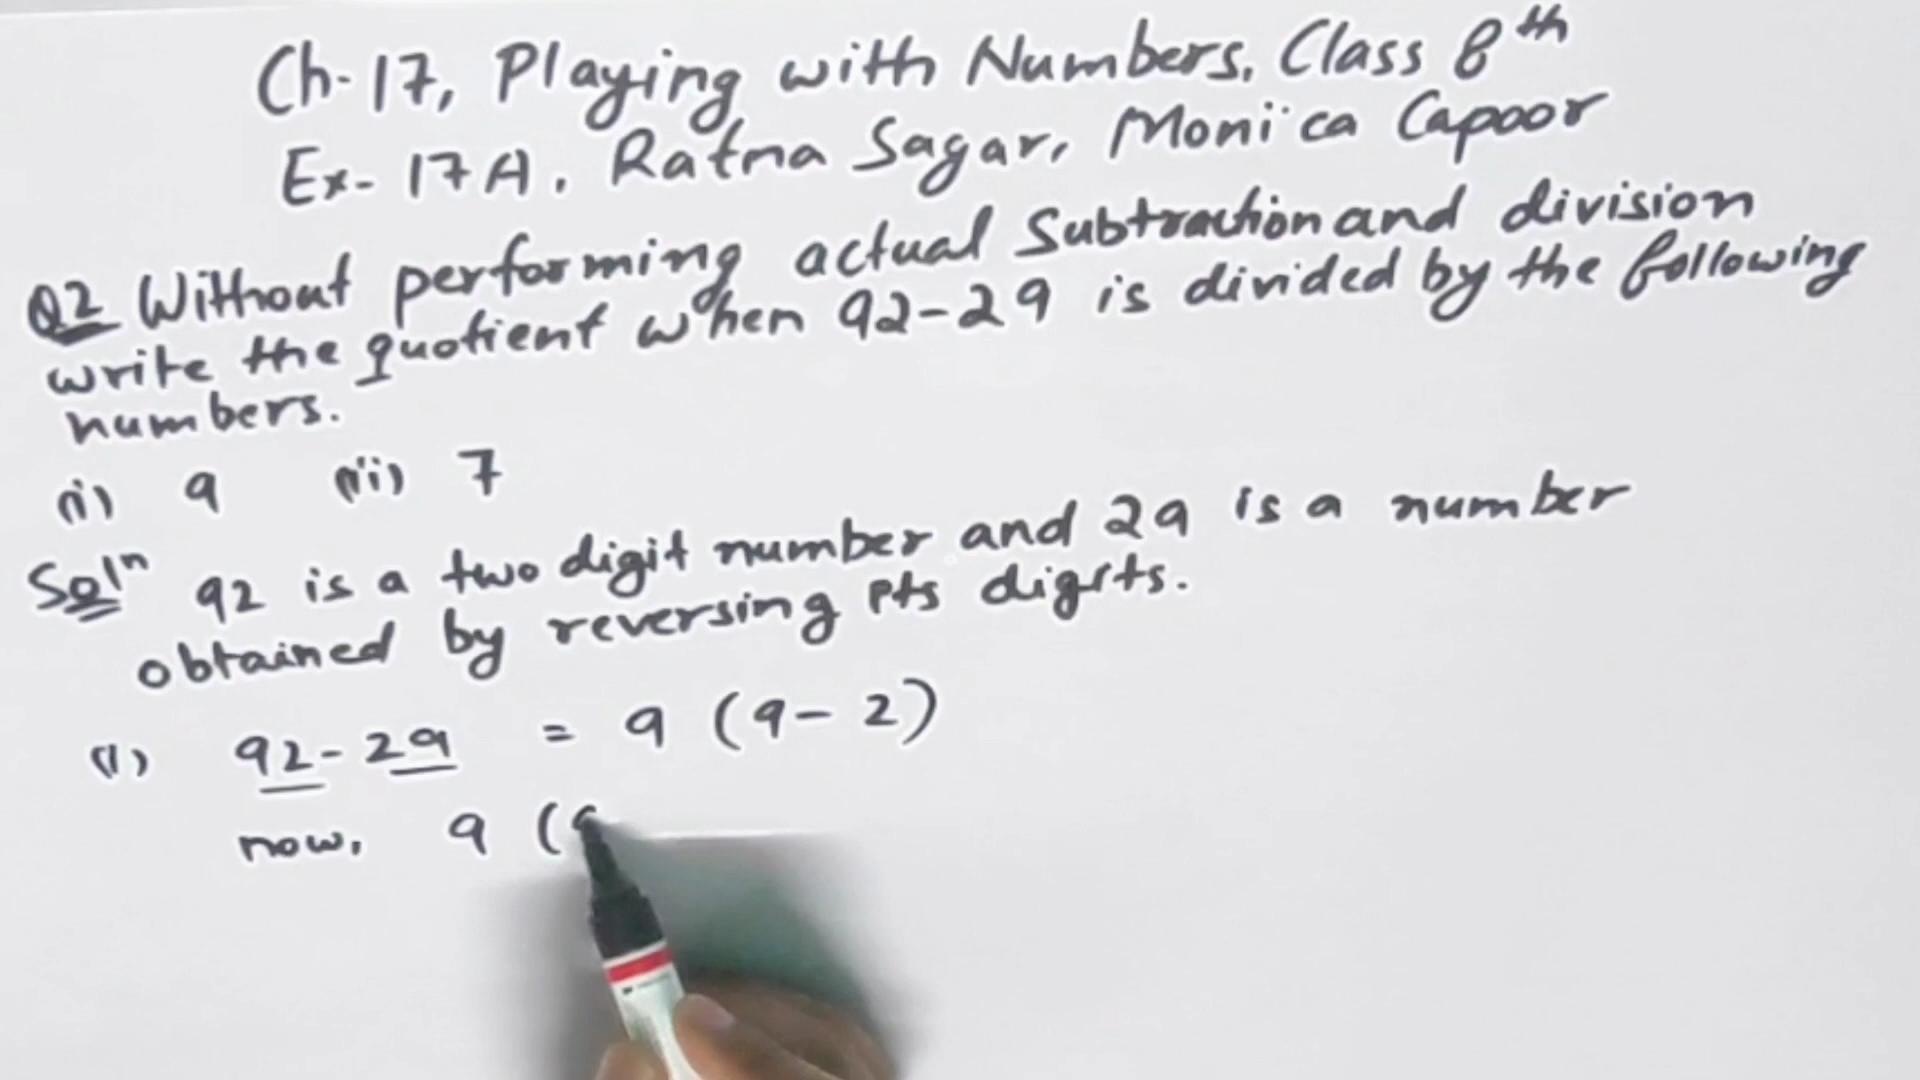 Ch-17, Playing with Numbers, Class 8th
Ex- 17A, Ratna Sagar, Monica Capoor
Q2 Without performing actual Subtraction and division
write the quotient when 92-29 is divided by the following
numbers.
(i) 9 (ii) 7
Soln 92 is a two digit number and 29 is a number
obtained by reversing its digits.
(i) 92-29 = 9 (9-2)
now, 9 (